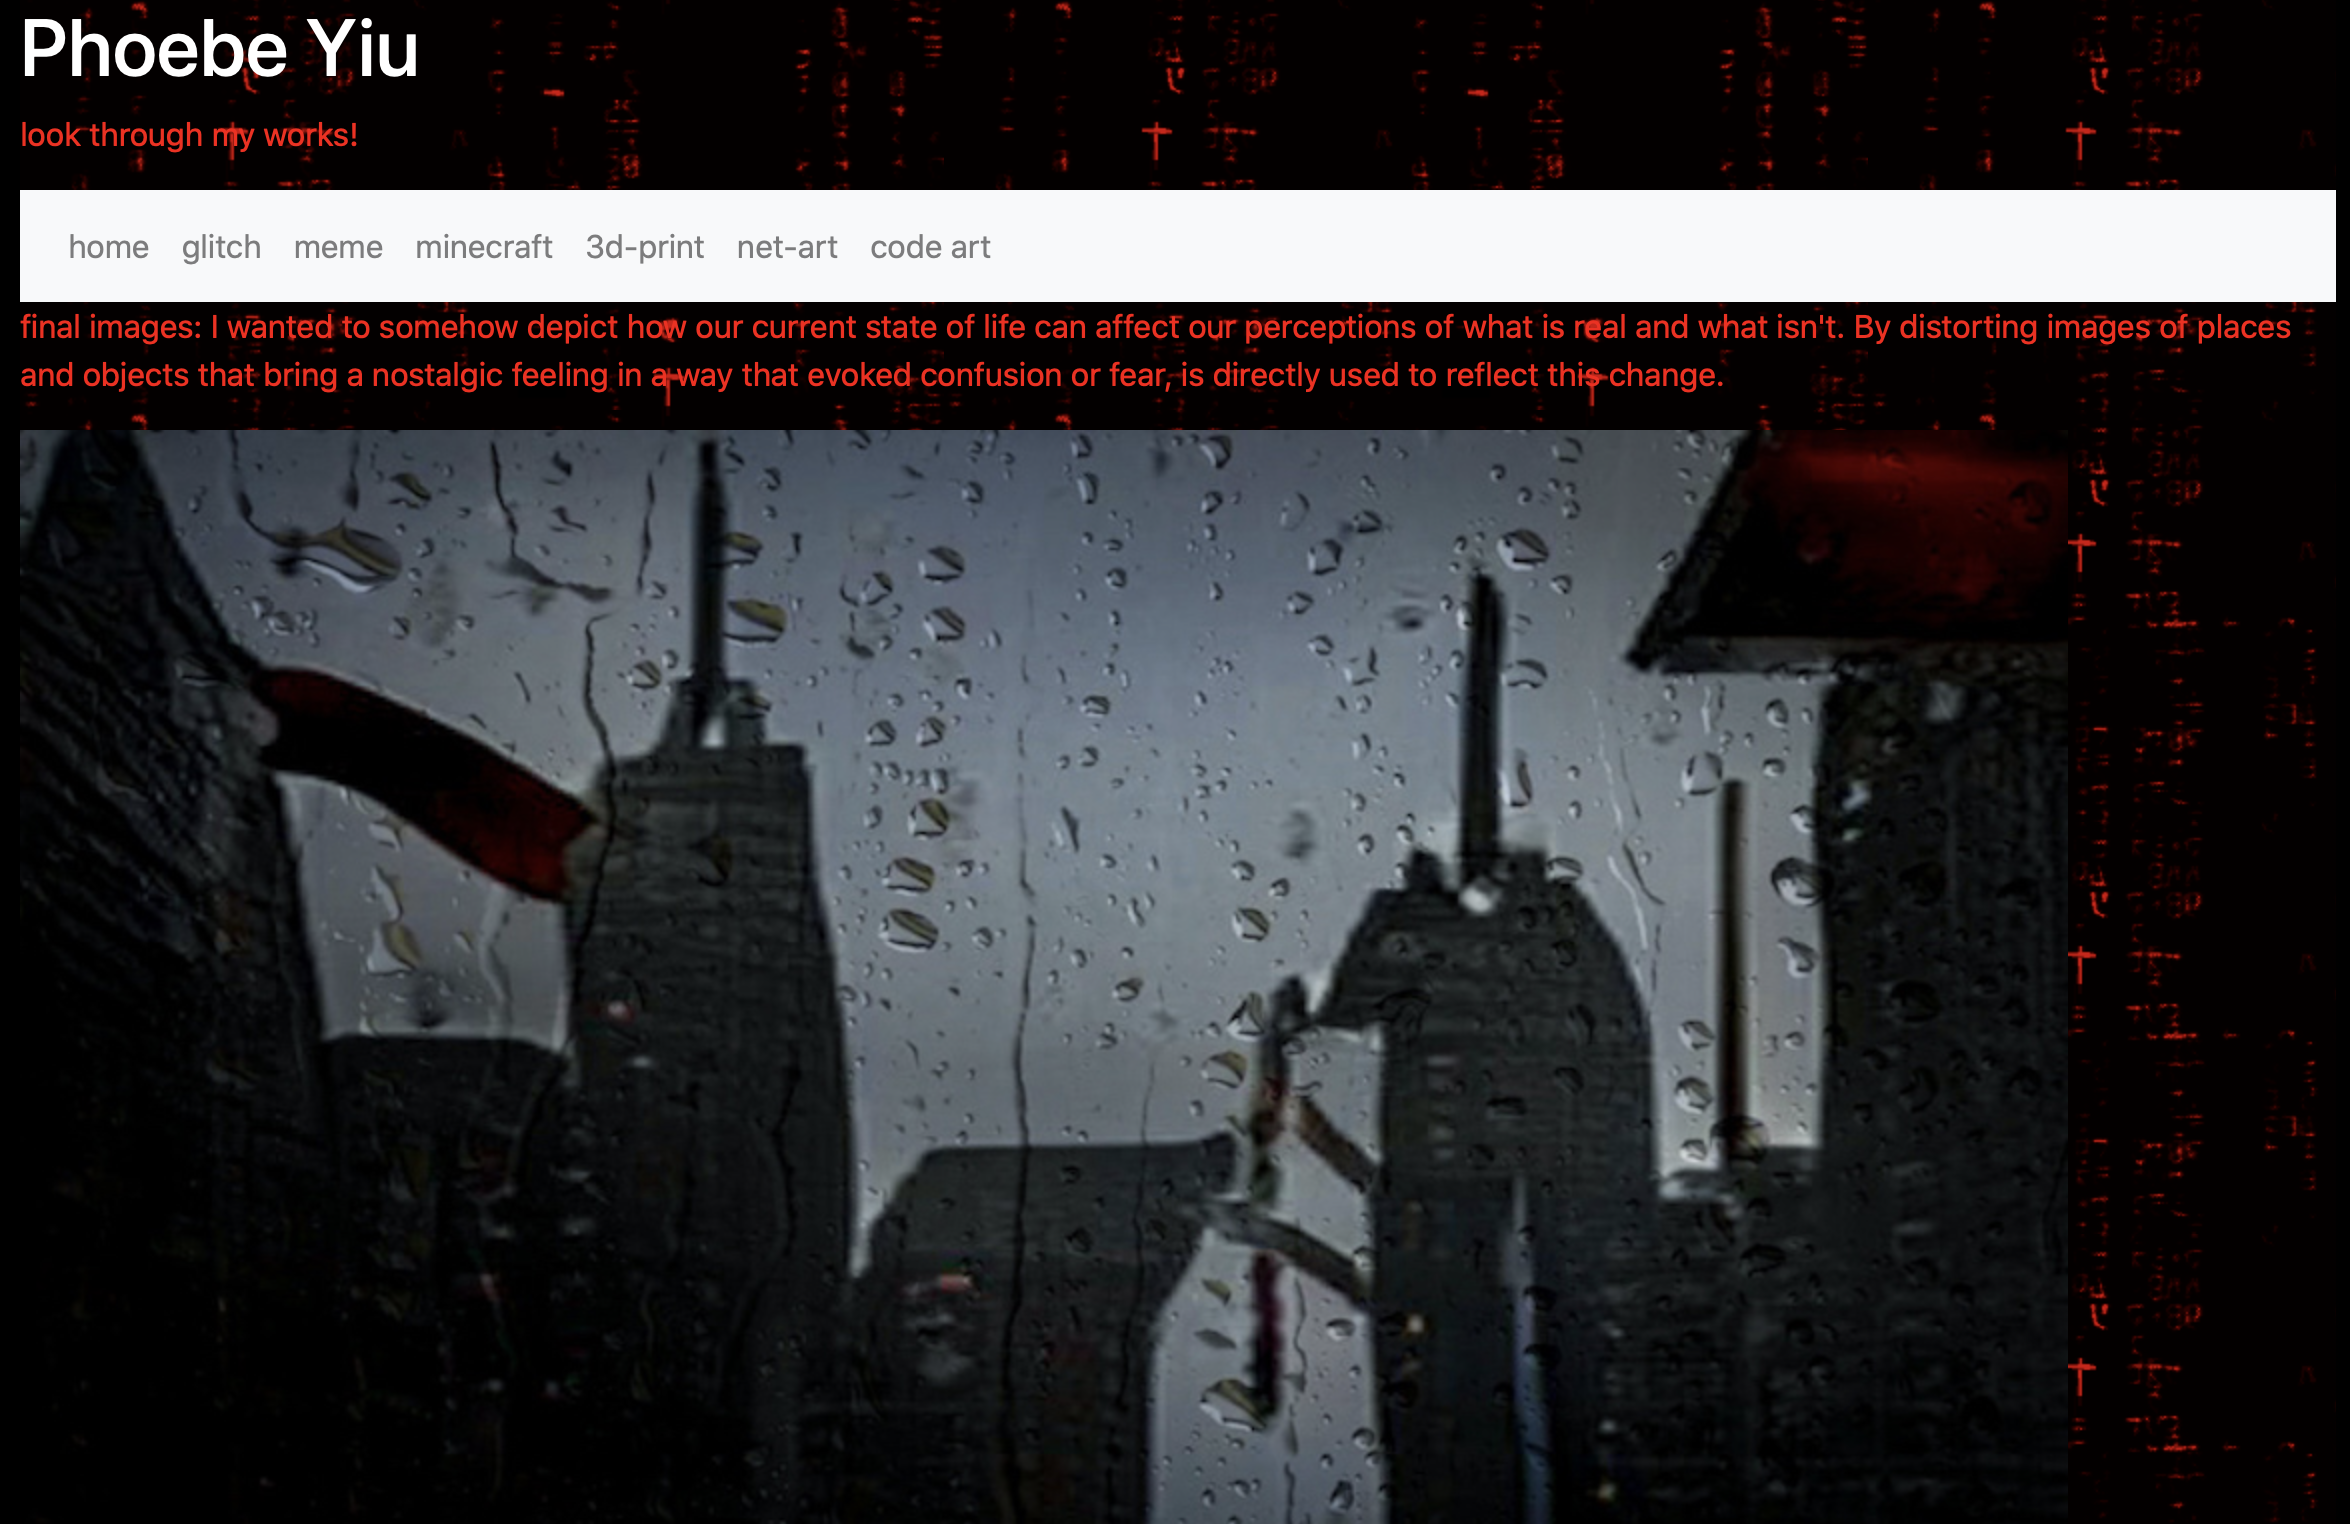 Phoebe Yiu
look through my works!
home glitch meme minecraft 3d-print net-art code art
final images: I wanted to somehow depict how our current state of life can affect our perceptions of what is real and what isn't. By distorting images of places
and objects that bring a nostalgic feeling in a way that evoked confusion or fear, is directly used to reflect this change.